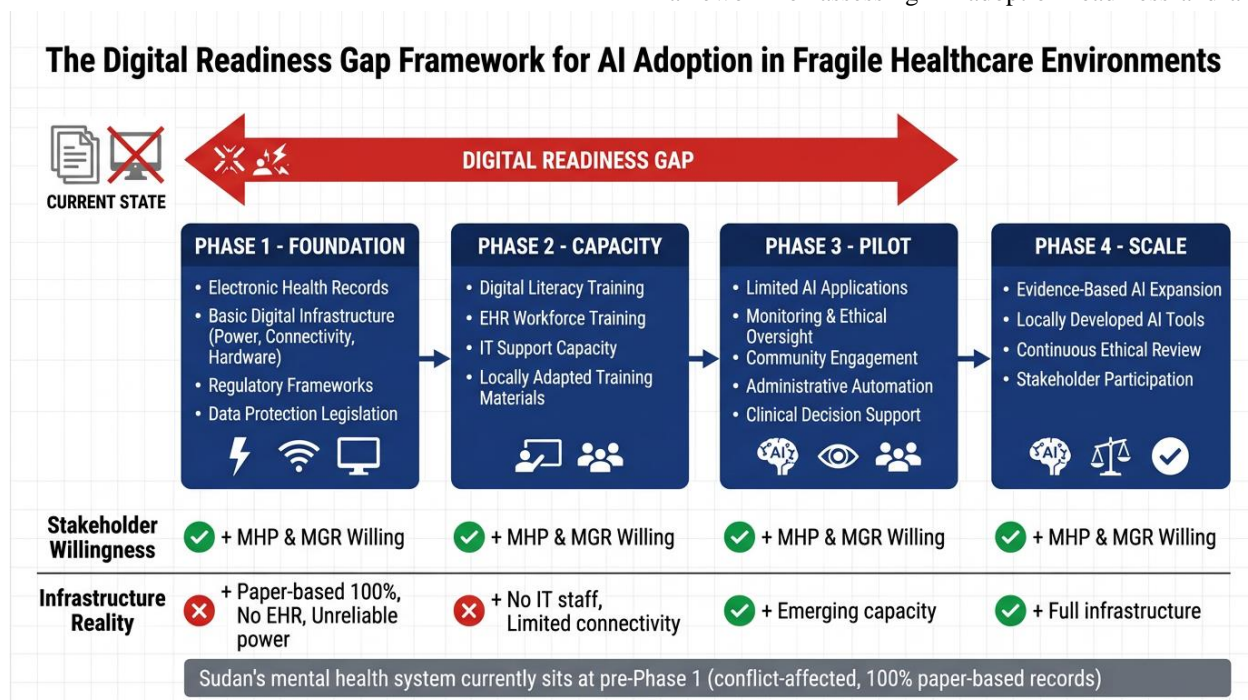 The Digital Readiness Gap Framework for AI Adoption in Fragile Healthcare Environments
DIGITAL READINESS GAP
CURRENT STATE
PHASE 1 - FOUNDATION
• Electronic Health Records
• Basic Digital Infrastructure
(Power, Connectivity,
Hardware)
• Regulatory Frameworks
• Data Protection Legislation
PHASE 2 - CAPACITY
• Digital Literacy Training
• EHR Workforce Training
• IT Support Capacity
• Locally Adapted Training
Materials
PHASE 3 - PILOT
• Limited AI Applications
• Monitoring & Ethical
Oversight
• Community Engagement
• Administrative Automation
• Clinical Decision Support
AI
PHASE 4 - SCALE
• Evidence-Based AI Expansion
• Locally Developed AI Tools
• Continuous Ethical Review
• Stakeholder Participation
AI
Stakeholder
Willingness
+ MHP & MGR Willing
+ MHP & MGR Willing
+ MHP & MGR Willing
+ MHP & MGR Willing
Infrastructure
Reality
+ Paper-based 100%,
No EHR, Unreliable
power
+ No IT staff,
Limited connectivity
+ Emerging capacity
+ Full infrastructure
Sudan's mental health system currently sits at pre-Phase 1 (conflict-affected, 100% paper-based records)